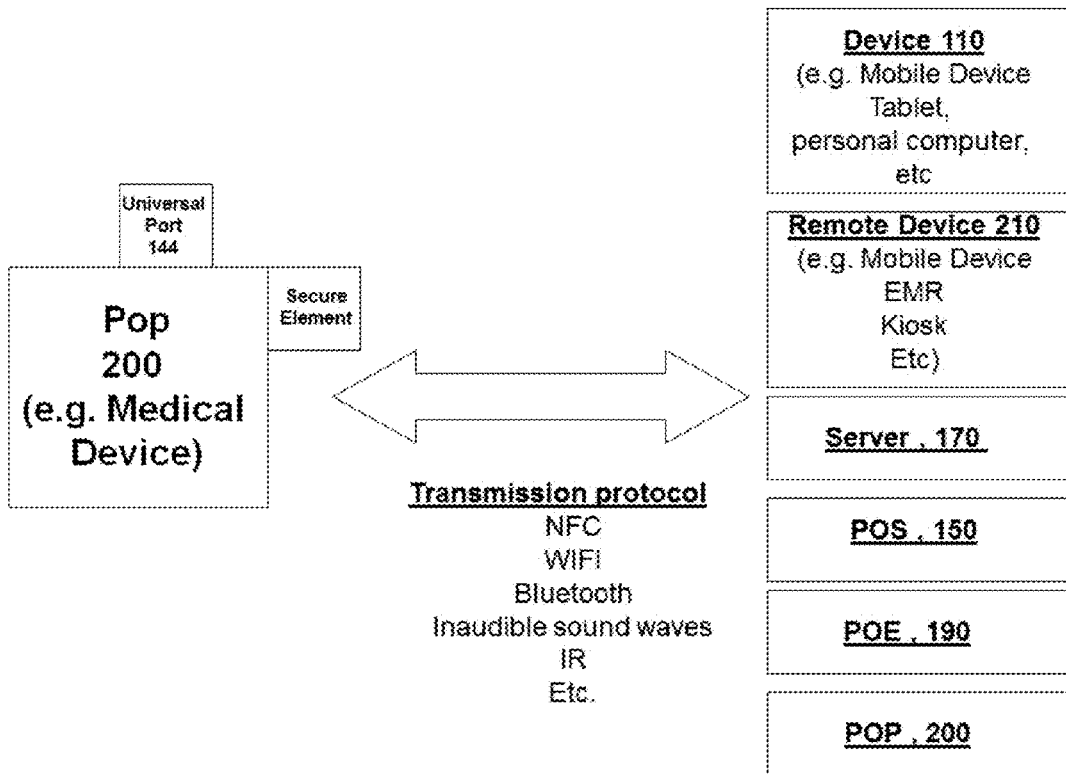 Device 110
(e.g. Mobile Device
Tablet,
personal computer,
etc
Universal
Port
144
Remote Device 210
(e.g. Mobile Device
EMR
Kiosk
Etc)
Secure
Element
Pop
200
(e.g. Medical
Device)
Server , 170
Transmission protocol
NFC
WIFI
Bluetooth
Inaudible sound waves
IR
Etc.
POS , 150
POE , 190
POP , 200